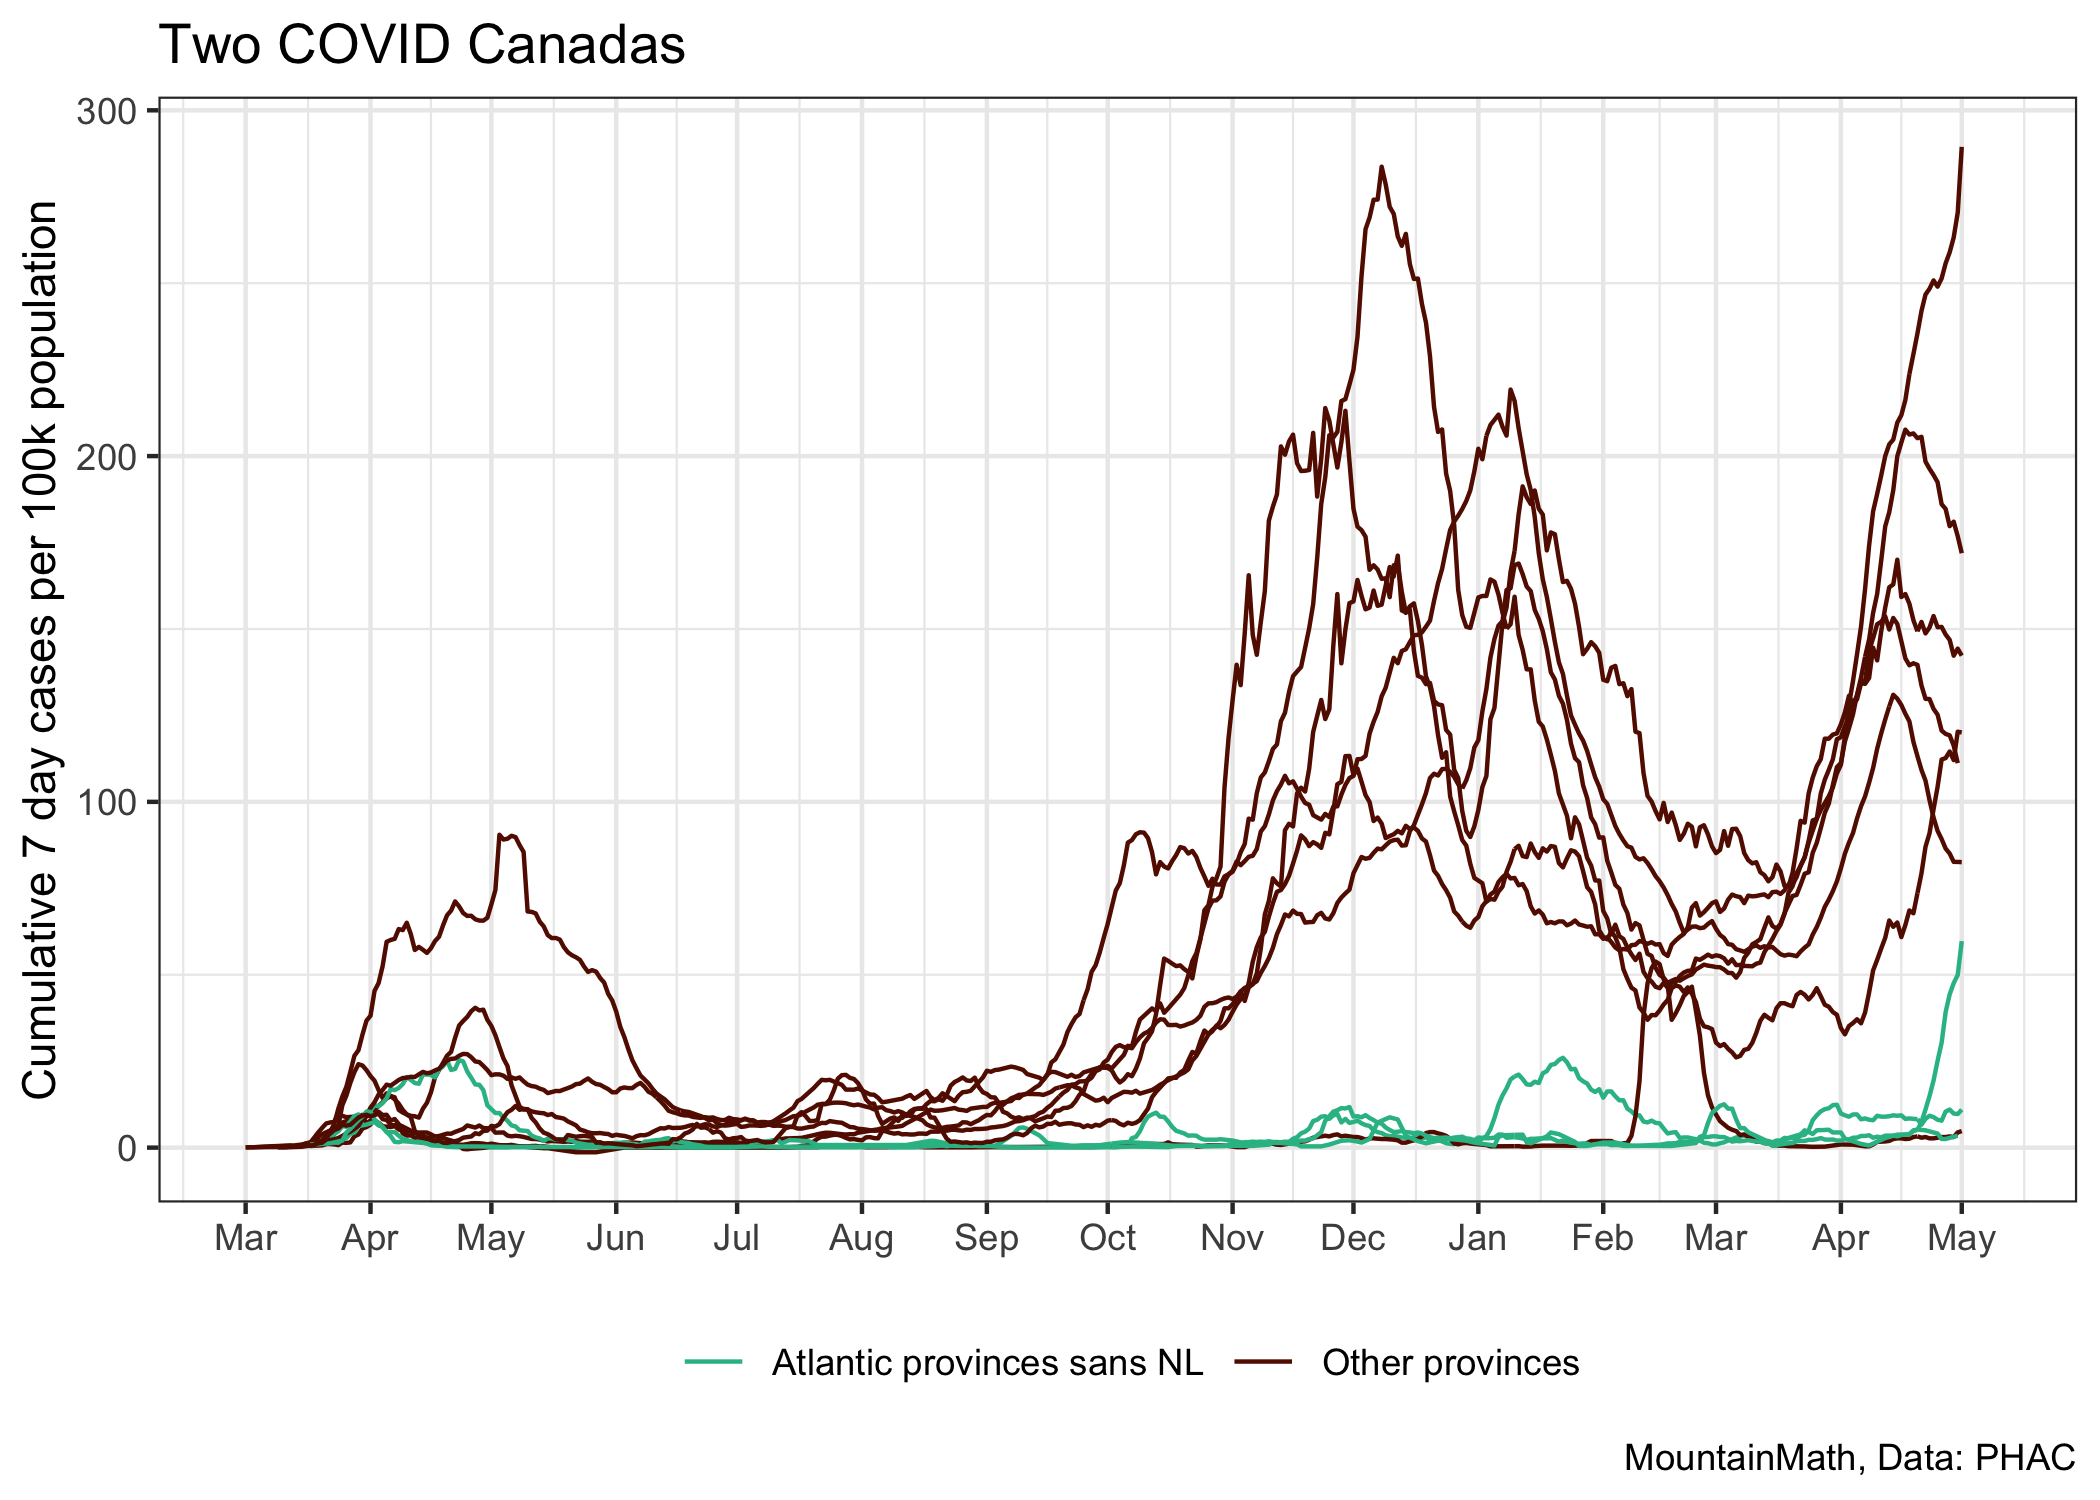 Two COVID Canadas
Cumulative 7 day cases per 100k population
300
200
100
0
Mar Apr May Jun Jul Aug Sep Oct Nov Dec Jan Feb Mar Apr May
Atlantic provinces sans NL Other provinces
MountainMath, Data: PHAC